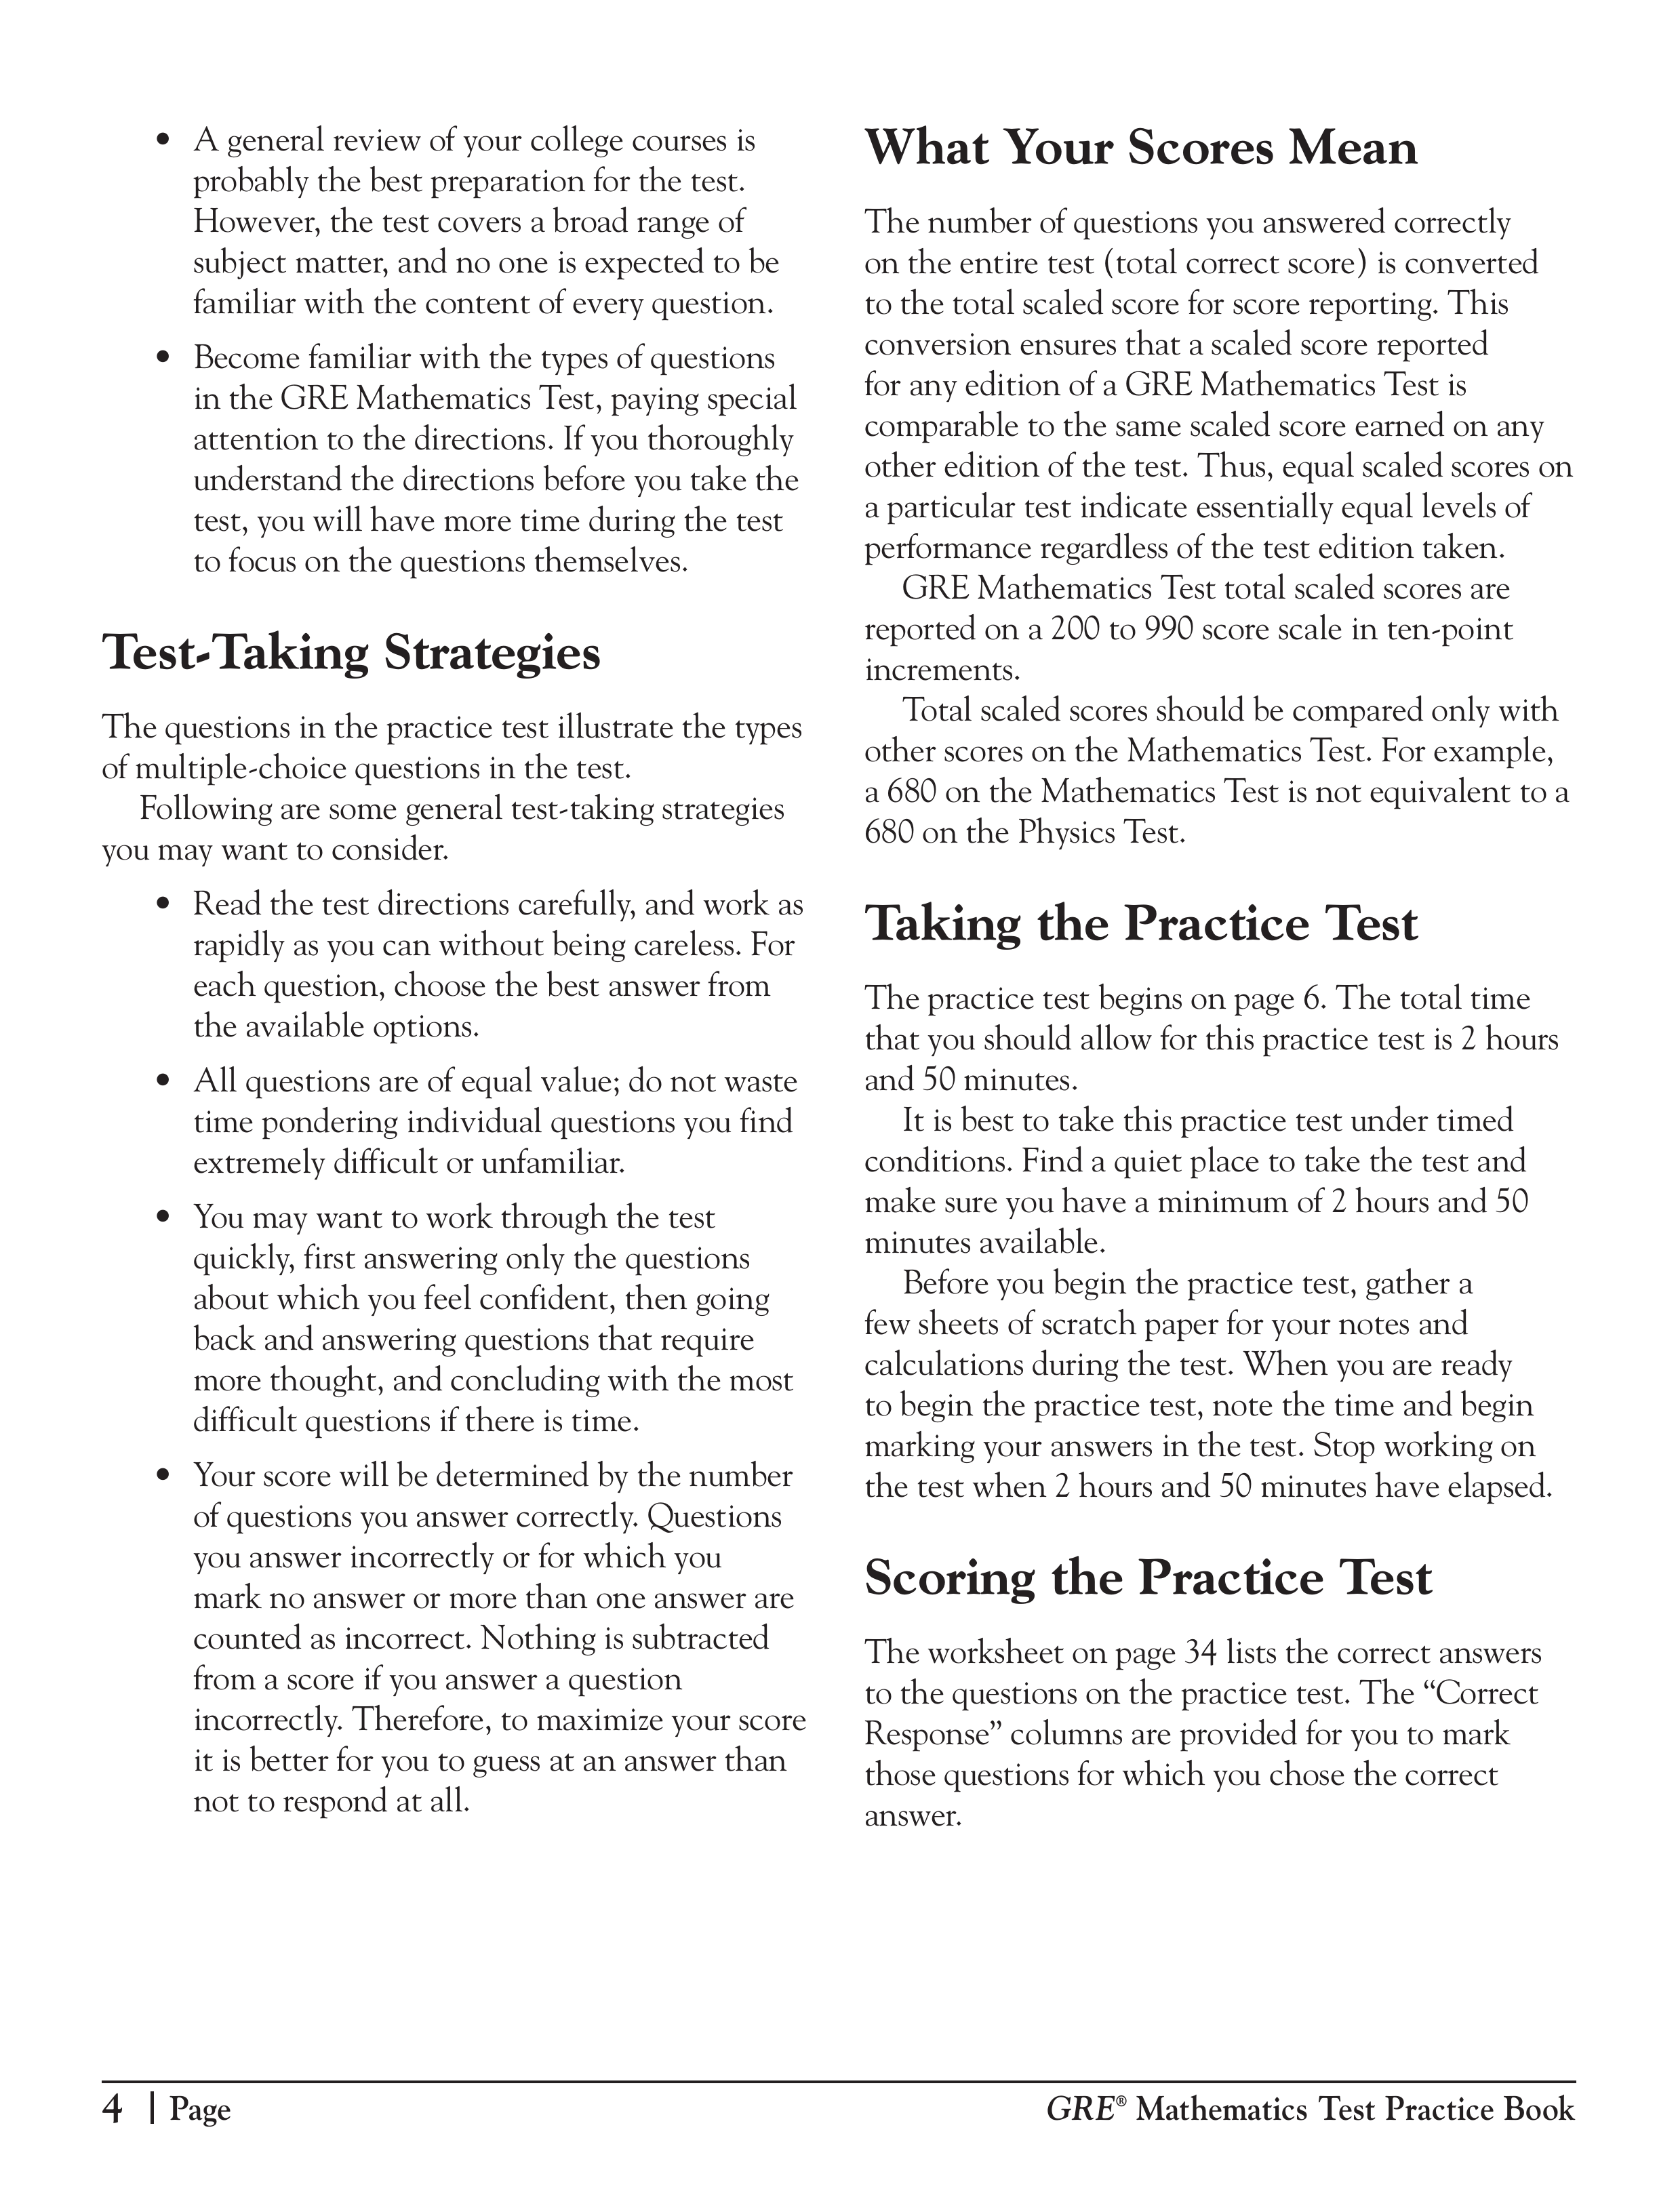 • A general review of your college courses is
probably the best preparation for the test.
However, the test covers a broad range of
subject matter, and no one is expected to be
familiar with the content of every question.
• Become familiar with the types of questions
in the GRE Mathematics Test, paying special
attention to the directions. If you thoroughly
understand the directions before you take the
test, you will have more time during the test
to focus on the questions themselves.
Test-Taking Strategies
The questions in the practice test illustrate the types
of multiple-choice questions in the test.
Following are some general test-taking strategies
you may want to consider.
• Read the test directions carefully, and work as
rapidly as you can without being careless. For
each question, choose the best answer from
the available options.
• All questions are of equal value; do not waste
time pondering individual questions you find
extremely difficult or unfamiliar.
• You may want to work through the test
quickly, first answering only the questions
about which you feel confident, then going
back and answering questions that require
more thought, and concluding with the most
difficult questions if there is time.
• Your score will be determined by the number
of questions you answer correctly. Questions
you answer incorrectly or for which you
mark no answer or more than one answer are
counted as incorrect. Nothing is subtracted
from a score if you answer a question
incorrectly. Therefore, to maximize your score
it is better for you to guess at an answer than
not to respond at all.
What Your Scores Mean
The number of questions you answered correctly
on the entire test (total correct score) is converted
to the total scaled score for score reporting. This
conversion ensures that a scaled score reported
for any edition of a GRE Mathematics Test is
comparable to the same scaled score earned on any
other edition of the test. Thus, equal scaled scores on
a particular test indicate essentially equal levels of
performance regardless of the test edition taken.
GRE Mathematics Test total scaled scores are
reported on a 200 to 990 score scale in ten-point
increments.
Total scaled scores should be compared only with
other scores on the Mathematics Test. For example,
a 680 on the Mathematics Test is not equivalent to a
680 on the Physics Test.
Taking the Practice Test
The practice test begins on page 6. The total time
that you should allow for this practice test is 2 hours
and 50 minutes.
It is best to take this practice test under timed
conditions. Find a quiet place to take the test and
make sure you have a minimum of 2 hours and 50
minutes available.
Before you begin the practice test, gather a
few sheets of scratch paper for your notes and
calculations during the test. When you are ready
to begin the practice test, note the time and begin
marking your answers in the test. Stop working on
the test when 2 hours and 50 minutes have elapsed.
Scoring the Practice Test
The worksheet on page 34 lists the correct answers
to the questions on the practice test. The “Correct
Response” columns are provided for you to mark
those questions for which you chose the correct
answer.
4 | Page
GRE® Mathematics Test Practice Book